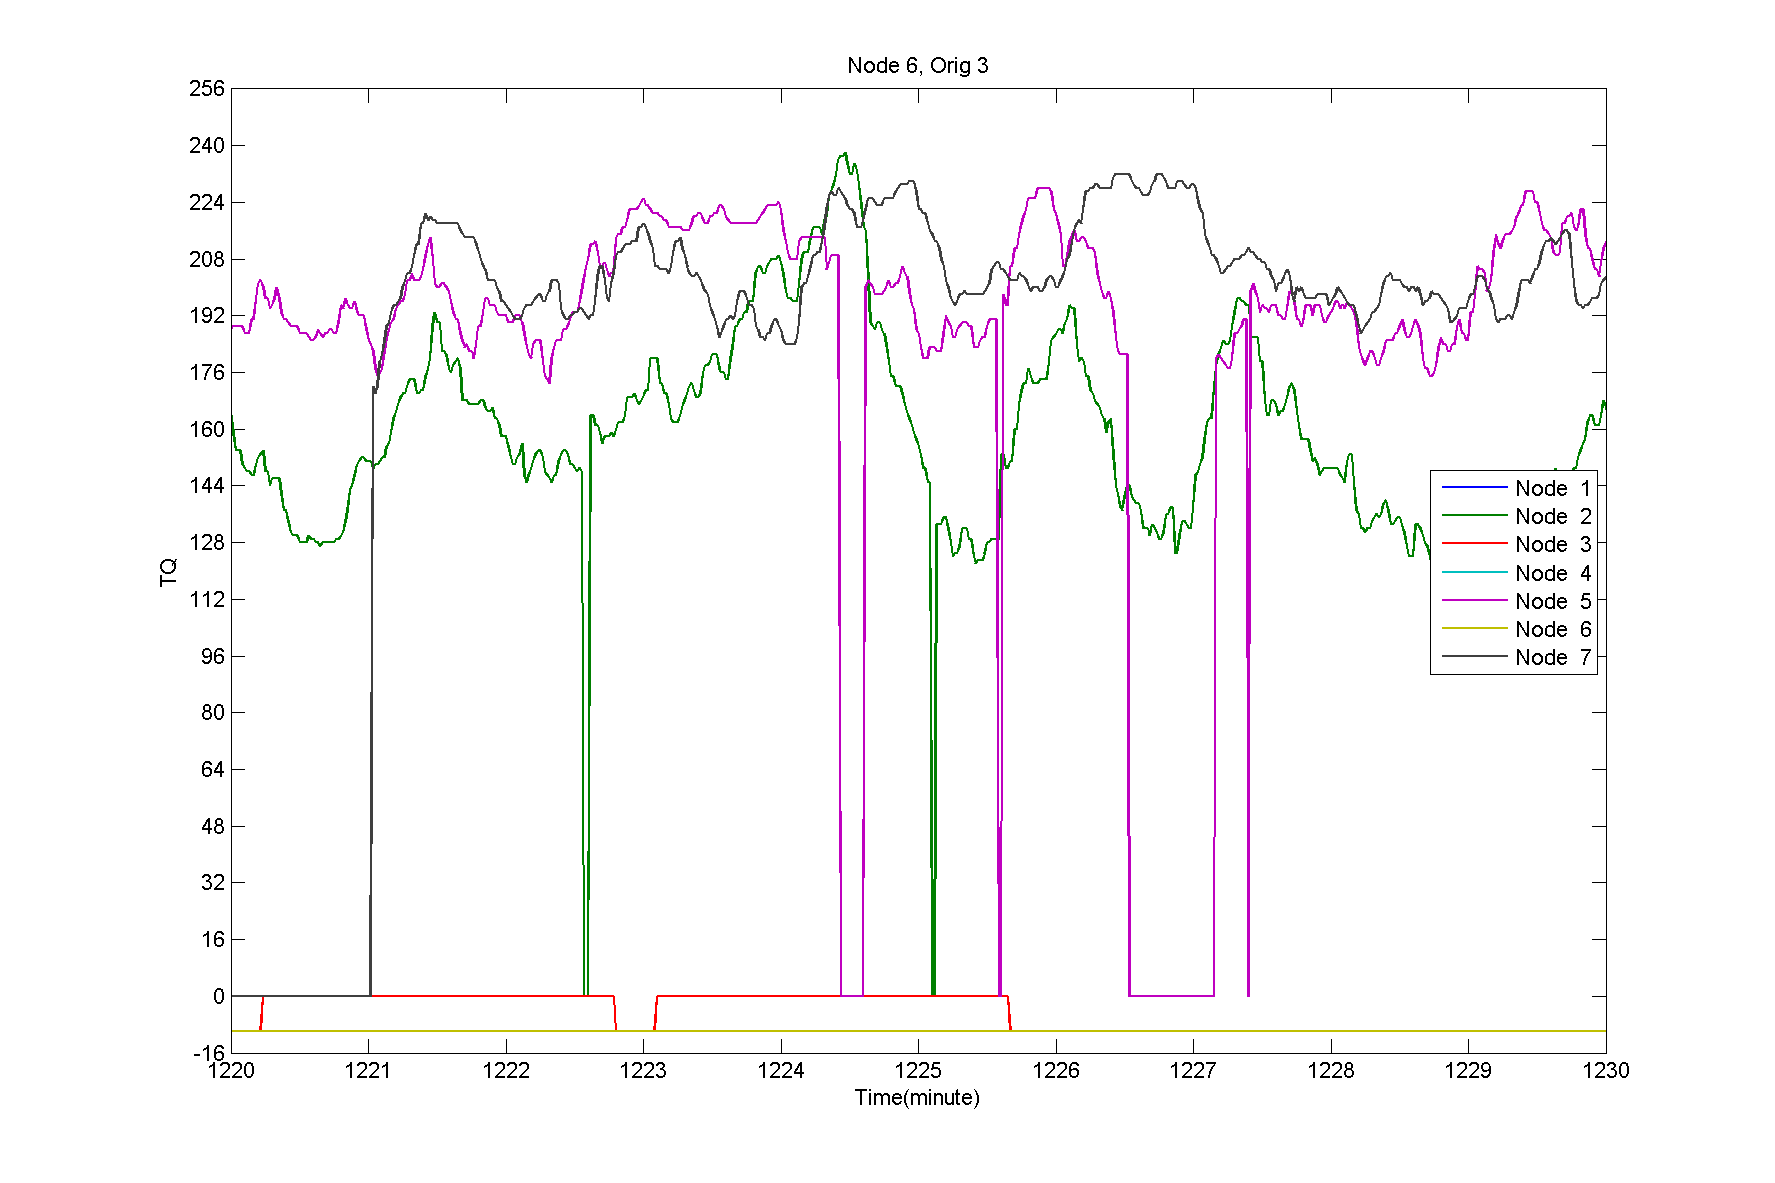 Node 6, Orig 3
256
240
224
208
192
176
160
144
128
112
96
80
64
48
32
16
0
-16
TQ
1220 1221 1222 1223 1224 1225 1226 1227 1228 1229 1230
Time(minute)
Node 1
Node 2
Node 3
Node 4
Node 5
Node 6
Node 7